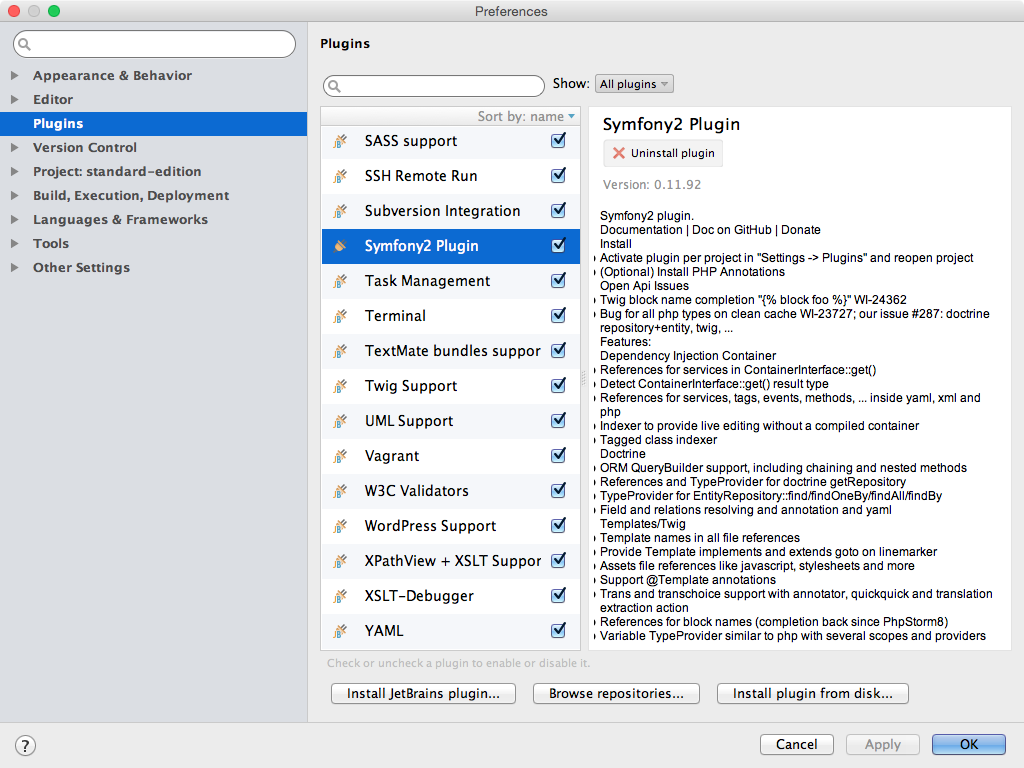 Preferences
Appearance & Behavior
Editor
Plugins
Version Control
Project: standard-edition
Build, Execution, Deployment
Languages & Frameworks
Tools
Other Settings
Plugins
Show: All plugins
Sort by: name
SASS support
SSH Remote Run
Subversion Integration
Symfony2 Plugin
Task Management
Terminal
TextMate bundles suppor
Twig Support
UML Support
Vagrant
W3C Validators
WordPress Support
XPathView + XSLT Suppor
XSLT-Debugger
YAML
Check or uncheck a plugin to enable or disable it.
Symfony2 Plugin
Uninstall plugin
Version: 0.11.92
Symfony2 plugin.
Documentation | Doc on GitHub | Donate
Install
Activate plugin per project in "Settings -> Plugins" and reopen project
(Optional) Install PHP Annotations
Open Api Issues
Twig block name completion "{% block foo %}" WI-24362
Bug for all php types on clean cache WI-23727; our issue #287: doctrine
repository+entity, twig, ...
Features:
Dependency Injection Container
References for services in ContainerInterface::get()
Detect ContainerInterface::get() result type
References for services, tags, events, methods, ... inside yaml, xml and
php
Indexer to provide live editing without a compiled container
Tagged class indexer
Doctrine
ORM QueryBuilder support, including chaining and nested methods
References and TypeProvider for doctrine getRepository
TypeProvider for EntityRepository::find/findOneBy/findAll/findBy
Field and relations resolving and annotation and yaml
Templates/Twig
Template names in all file references
Provide Template implements and extends goto on linemarker
Assets file references like javascript, stylesheets and more
Support @Template annotations
Trans and transchoice support with annotator, quickquick and translation
extraction action
References for block names (completion back since PhpStorm8)
Variable TypeProvider similar to php with several scopes and providers
Install JetBrains plugin...
Browse repositories...
Install plugin from disk...
?
Cancel
Apply
OK